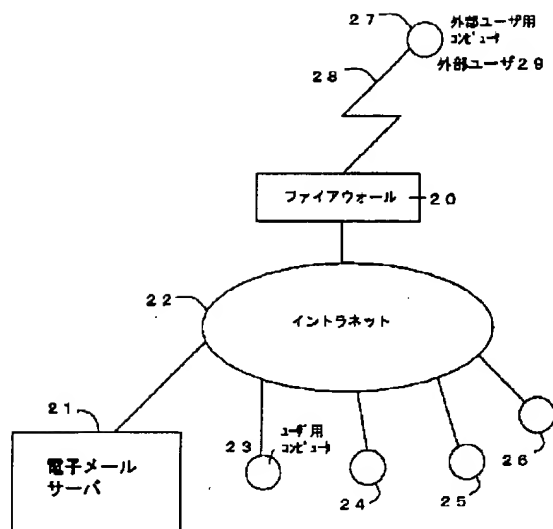 27
外部ユーザ用
コンピュータ
外部ユーザ29
28
ファイアウォール
20
22
イントラネット
21
電子メール
サーバ
23
ユーザ用
コンピュータ
24
25
26